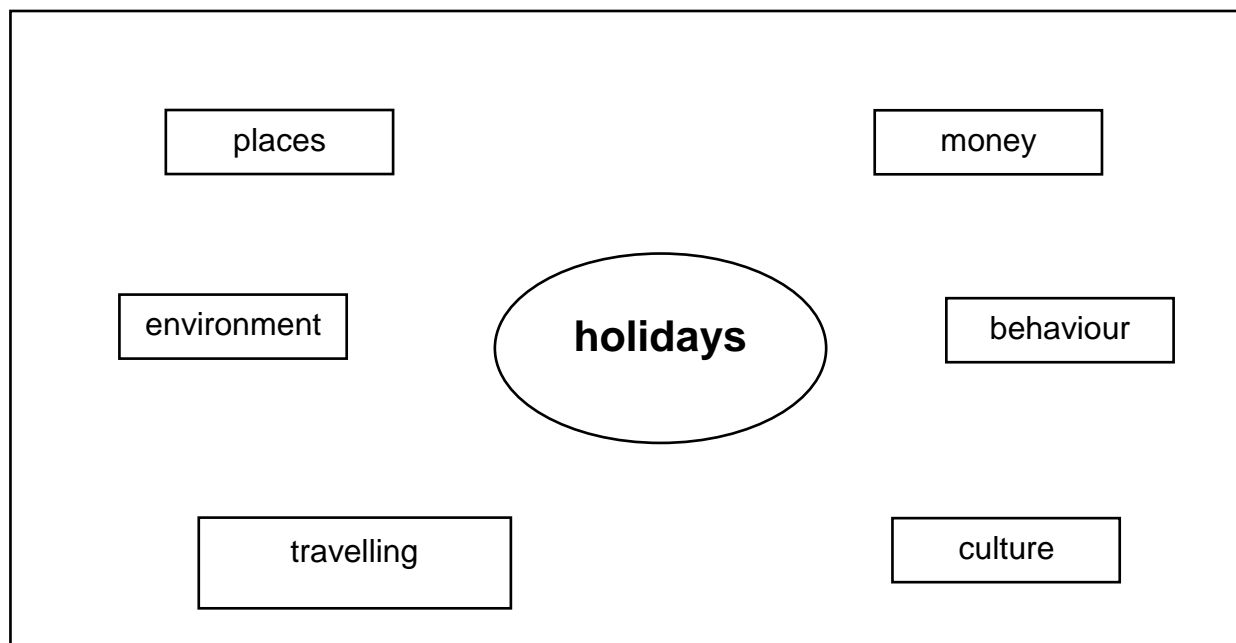 places
money
environment
holidays
behaviour
travelling
culture